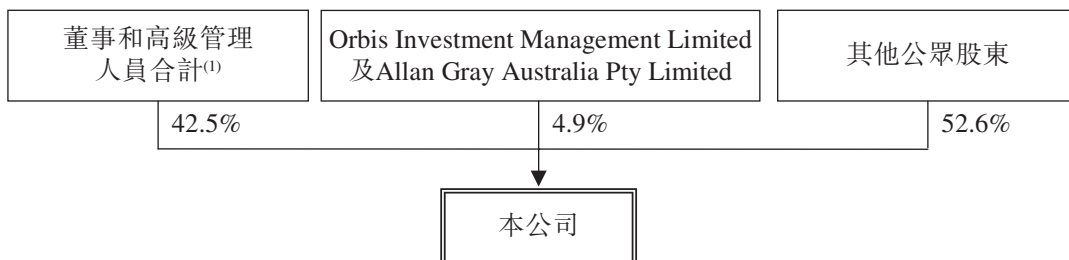 董事和高級管理
人員合計(1)
Orbis Investment Management Limited
及Allan Gray Australia Pty Limited
其他公眾股東
42.5%
4.9%
52.6%
本公司